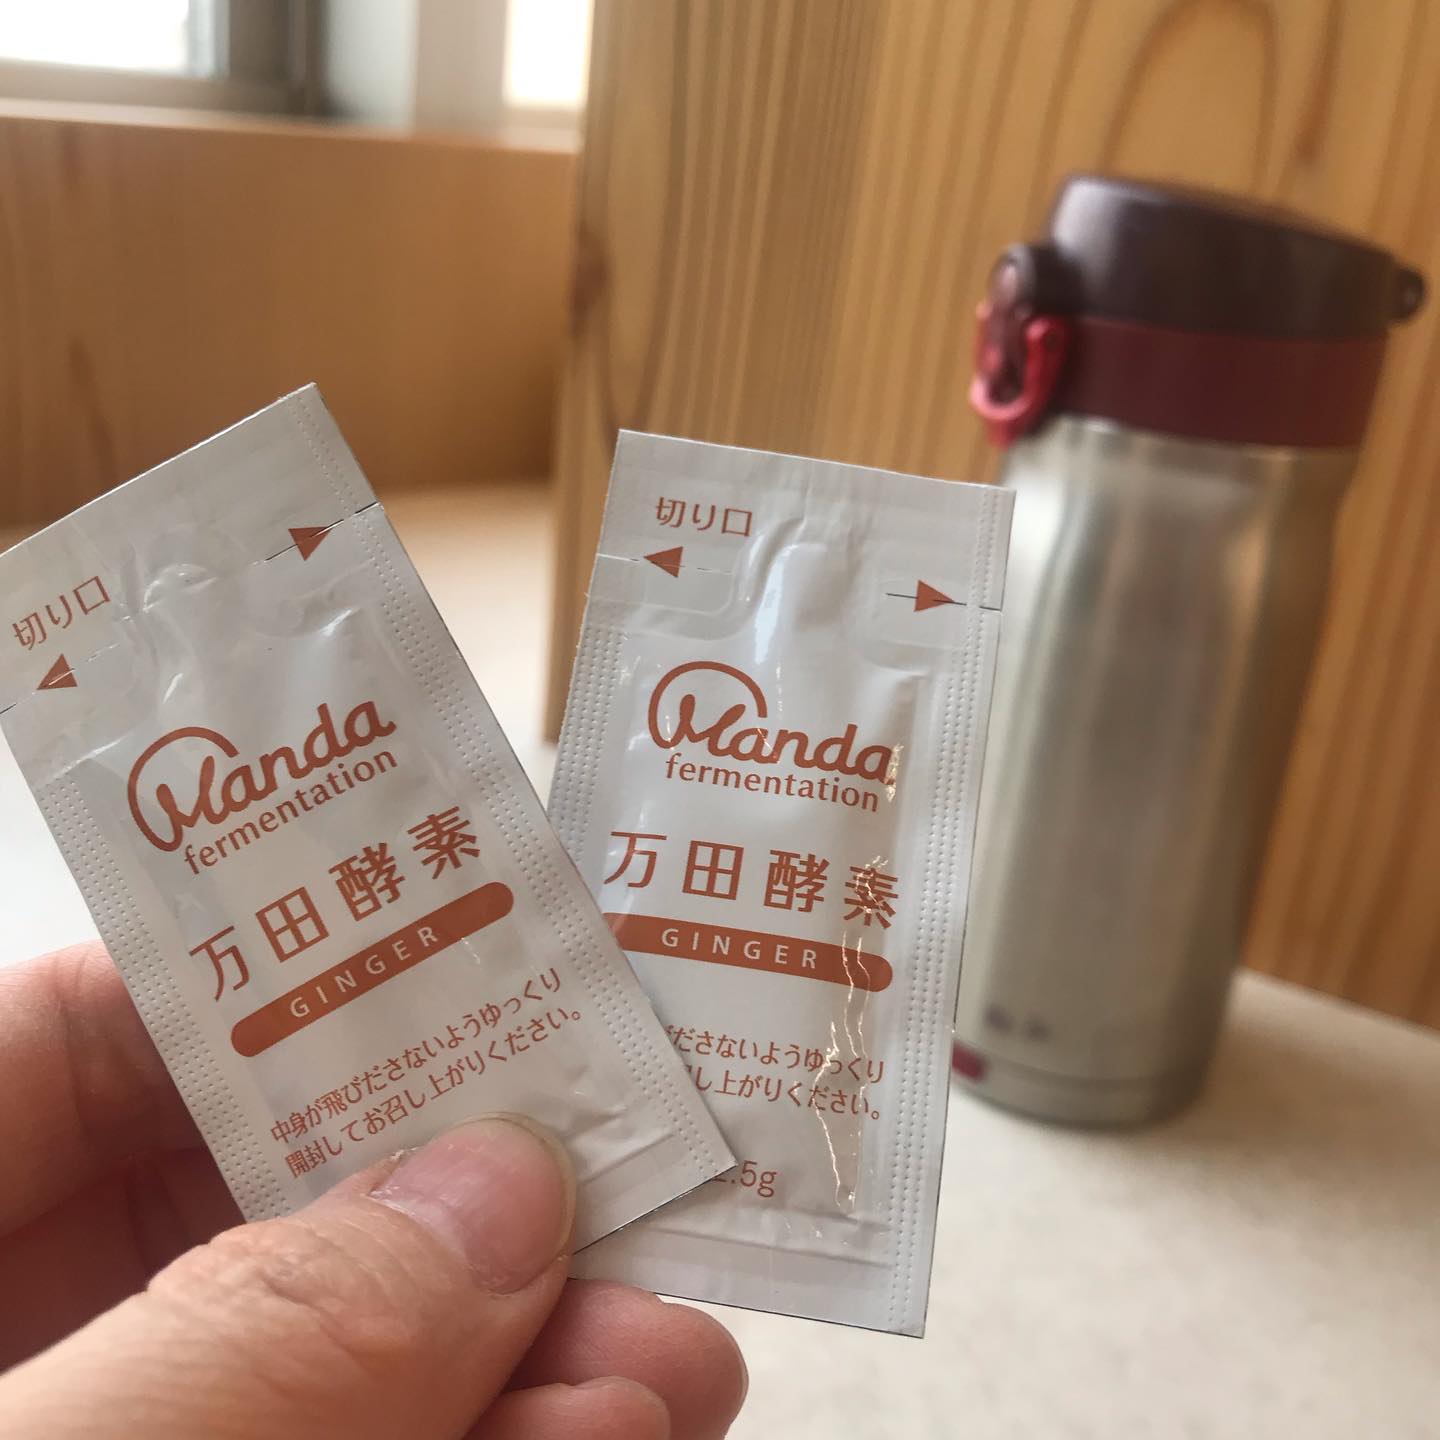 切り口
Manda
fermentation
万田酵素
GINGER
中身が飛びださないようゆっくり
開封してお召し上がりください。
切り口
Manda
fermentation
万田酵素
GINGER
ださないようゆっくり
し上がりください。
.5g